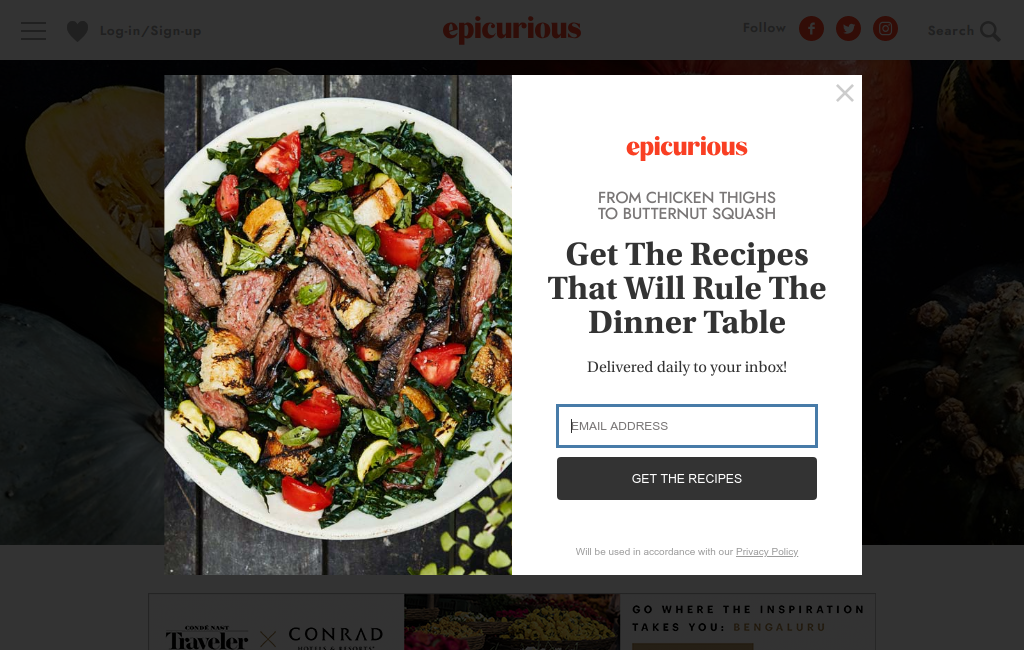 Log-in/Sign-up
epicurious
Follow
Search
epicurious
FROM CHICKEN THIGHS
TO BUTTERNUT SQUASH
Get The Recipes
That Will Rule The
Dinner Table
Delivered daily to your inbox!
EMAIL ADDRESS
GET THE RECIPES
Will be used in accordance with our Privacy Policy
CONDÉ NAST
Traveler
CONRAD
HOTELS & RESORTS
GO WHERE THE INSPIRATION
TAKES YOU: BENGALURU